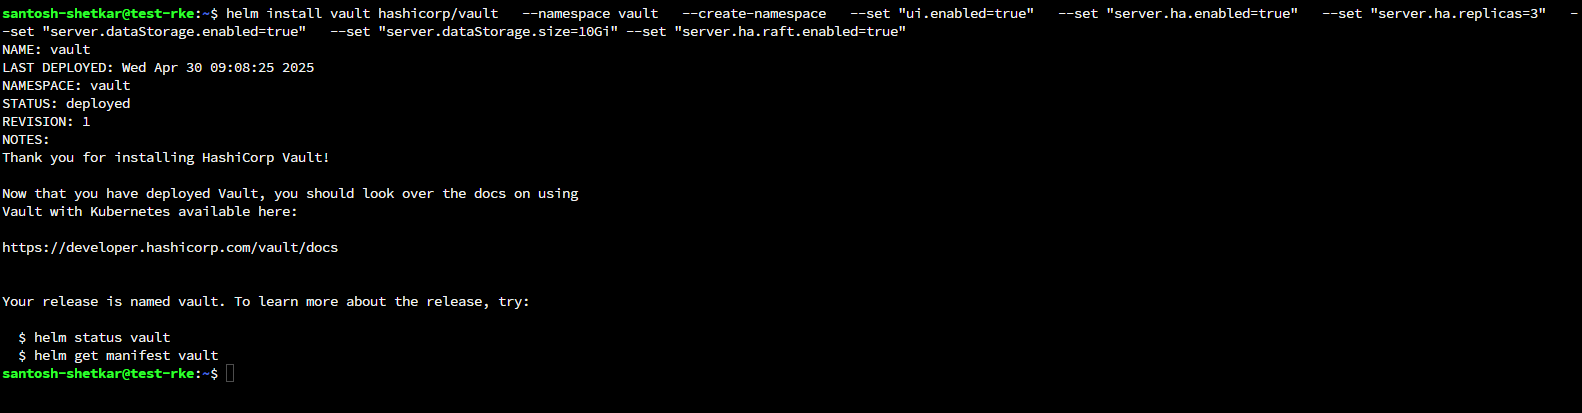 santosh-shetkar@test-rke:~$ helm install vault hashicorp/vault   --namespace vault   --create-namespace   --set "ui.enabled=true"   --set "server.ha.enabled=true"   --set "server.ha.replicas=3"   -
-set "server.dataStorage.enabled=true"   --set "server.dataStorage.size=10Gi" --set "server.ha.raft.enabled=true"
NAME: vault
LAST DEPLOYED: Wed Apr 30 09:08:25 2025
NAMESPACE: vault
STATUS: deployed
REVISION: 1
NOTES:
Thank you for installing HashiCorp Vault!

Now that you have deployed Vault, you should look over the docs on using
Vault with Kubernetes available here:

https://developer.hashicorp.com/vault/docs


Your release is named vault. To learn more about the release, try:

  $ helm status vault
  $ helm get manifest vault
santosh-shetkar@test-rke:~$